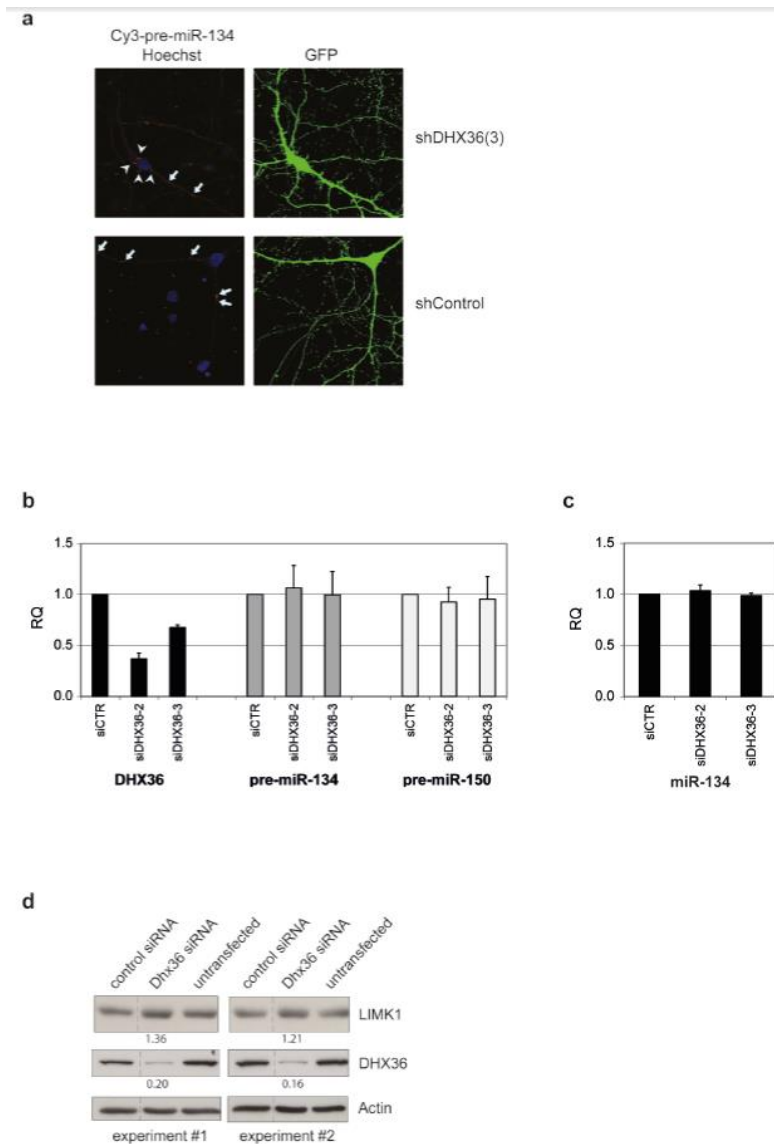 a
Cy3-pre-miR-134
Hoechst
GFP
shDHX36(3)
shControl
b
1.5
1.0
0.5
0.0
RQ
siCTR
siDHX36-2
siDHX36-3
siCTR
siDHX36-2
siDHX36-3
siCTR
siDHX36-2
siDHX36-3
DHX36
pre-miR-134
pre-miR-150
c
1.5
1.0
0.5
0.0
RQ
siCTR
siDHX36-2
siDHX36-3
miR-134
d
control siRNA
Dhx36 siRNA
untransfected
control siRNA
Dhx36 siRNA
untransfected
LIMK1
1.36
1.21
DHX36
0.20
0.16
Actin
experiment #1
experiment #2